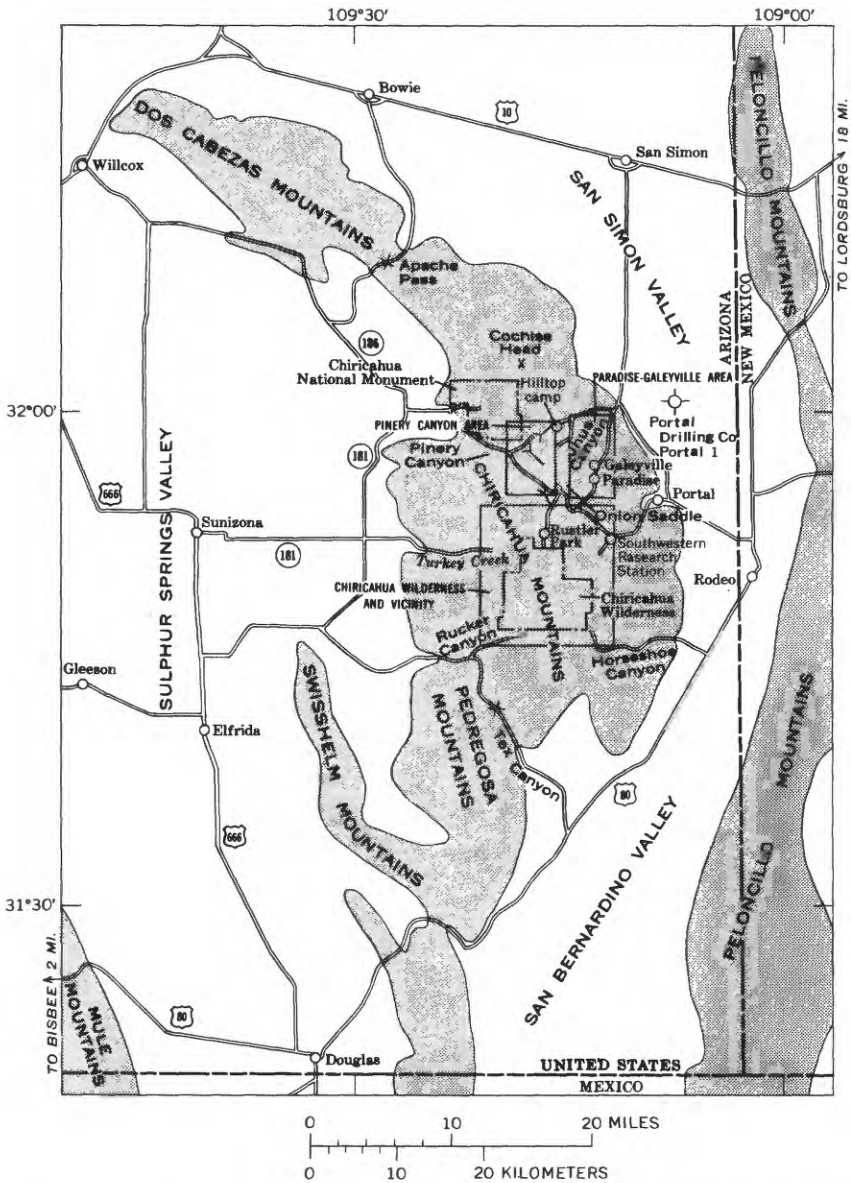 109°30'
109°00'
Bowie
PELONCILLO
MOUNTAINS
DOS CABEZAS MOUNTAINS
10
Willcox
San Simon
TO LORDSBURG 18 MI.
SAN SIMON VALLEY
Apache
Pass
ARIZONA
NEW MEXICO
186
Cochise
Head
Chiricahua
National Monument
Hilltop
camp
PARADISE-GALEYVILLE AREA
32°00'
PINERY CANYON AREA
Portal
Drilling Co
Portal 1
Pinery
Canyon
Jhus
Canyon
181
Galeyville
Paradise
Portal
666
SULPHUR SPRINGS VALLEY
Sunizona
CHIRICAHUA
MOUNTAINS
Onion Saddle
Rustler
Park
Southwestern
Research
Station
181
Turkey Creek
Rodeo
CHIRICAHUA WILDERNESS
AND VICINITY
Chiricahua
Wilderness
Rucker
Canyon
Horseshoe
Canyon
Gleeson
SWISSHELM
MOUNTAINS
PEDREGOSA
MOUNTAINS
Elfrida
Tex Canyon
MOUNTAINS
80
666
SAN BERNARDINO VALLEY
PELONCILLO
31°30'
TO BISBEE 2 MI.
MULE
MOUNTAINS
80
Douglas
UNITED STATES
MEXICO
0 10 20 MILES
0 10 20 KILOMETERS